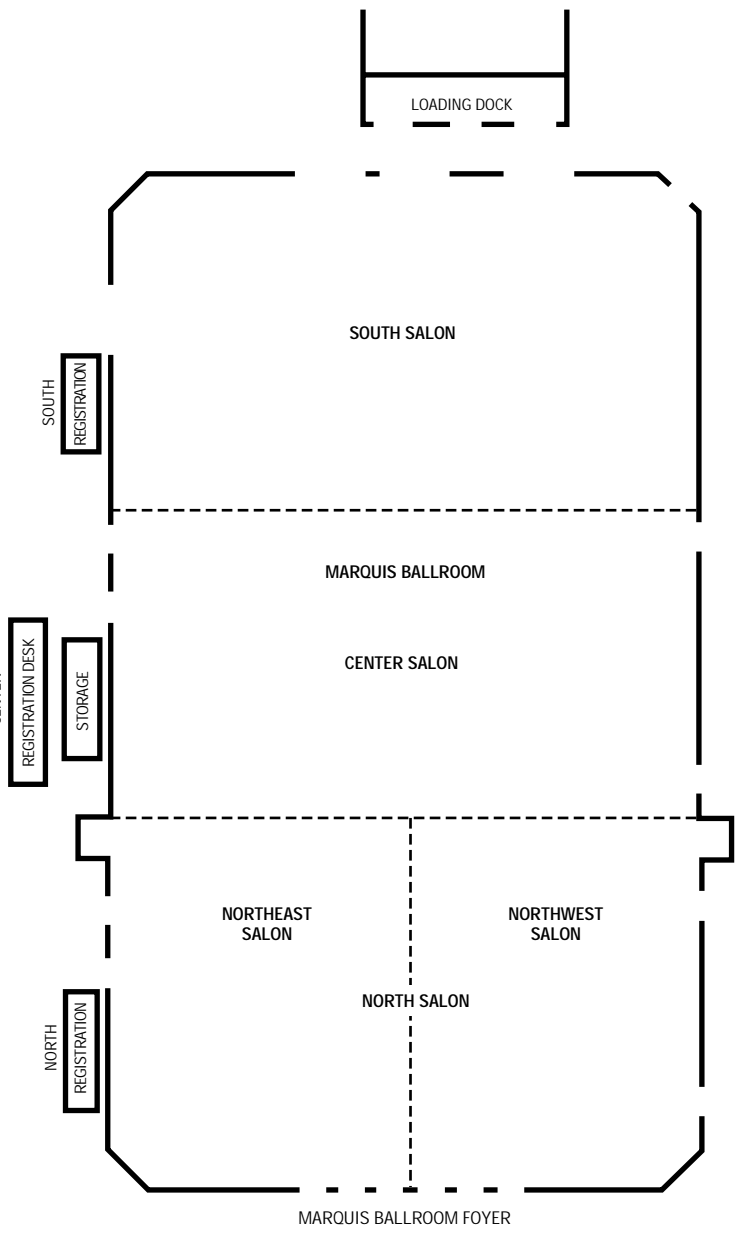 LOADING DOCK
SOUTH SALON
SOUTH
REGISTRATION
MARQUIS BALLROOM
CENTER SALON
REGISTRATION DESK
STORAGE
NORTHEAST
SALON
NORTHWEST
SALON
NORTH SALON
NORTH
REGISTRATION
MARQUIS BALLROOM FOYER